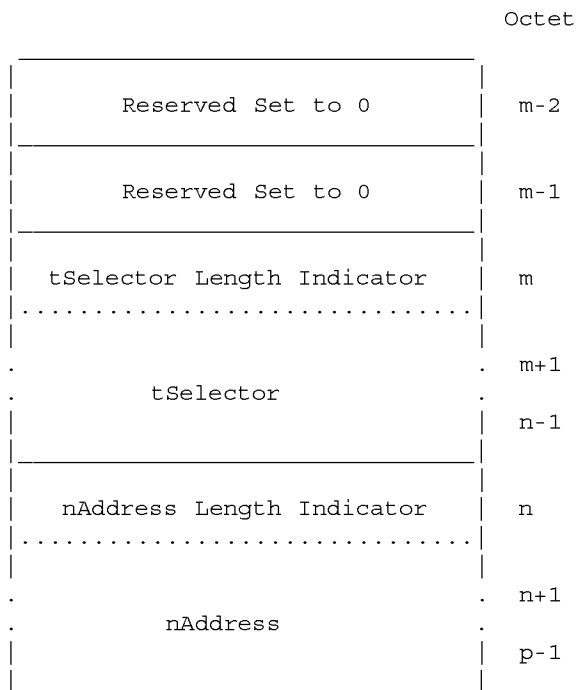 Octet
Reserved Set to 0 m-2
Reserved Set to 0 m-1
tSelector Length Indicator m
m+1
tSelector
n-1
nAddress Length Indicator n
n+1
nAddress
p-1